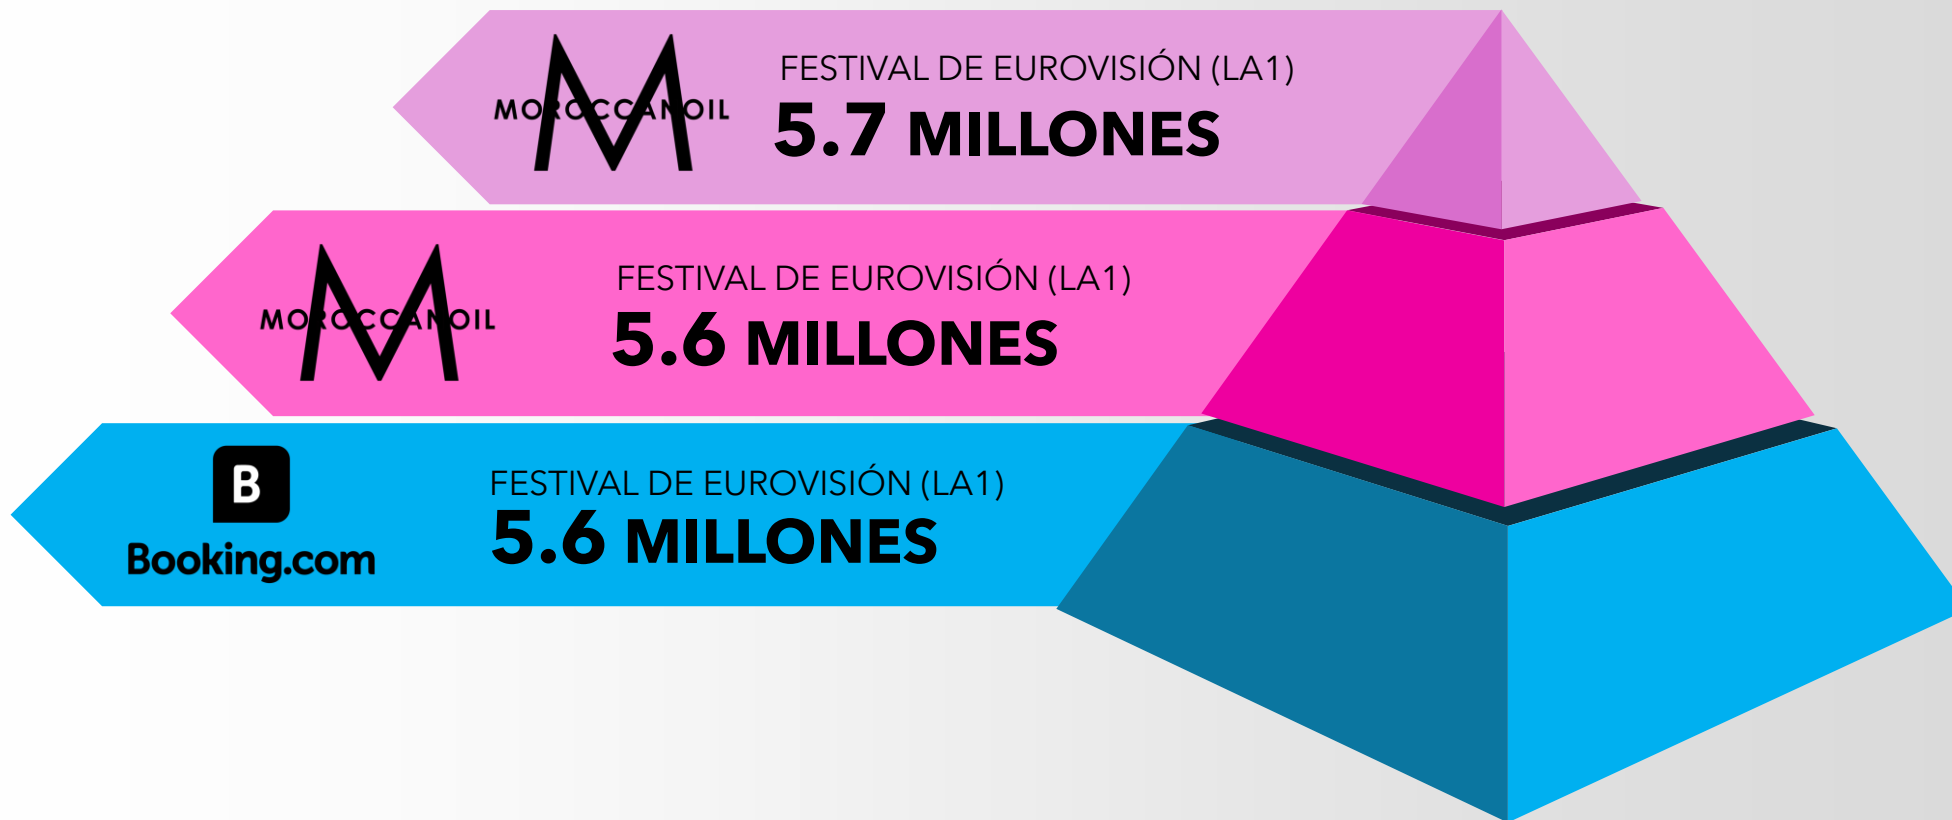 MOROCCANOIL
FESTIVAL DE EUROVISIÓN (LA1)
5.7 MILLONES
MOROCCANOIL
FESTIVAL DE EUROVISIÓN (LA1)
5.6 MILLONES
B
Booking.com
FESTIVAL DE EUROVISIÓN (LA1)
5.6 MILLONES